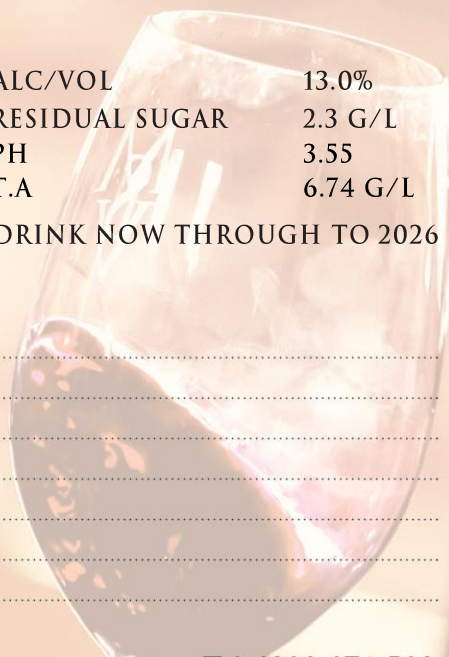 ALC/VOL 13.0%
RESIDUAL SUGAR 2.3 G/L
PH 3.55
T.A 6.74 G/L
DRINK NOW THROUGH TO 2026